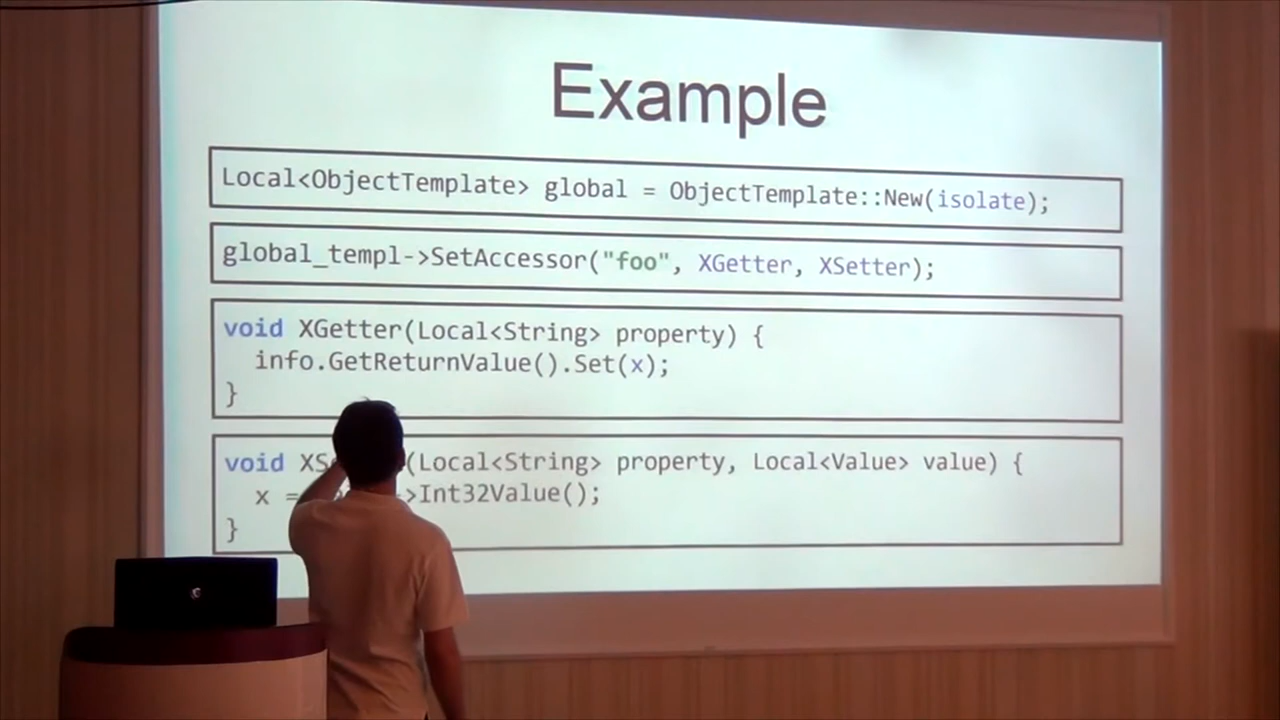 Example
Local<ObjectTemplate> global = ObjectTemplate::New(isolate);
global_templ->SetAccessor("foo", XGetter, XSetter);
void XGetter(Local<String> property) {
info.GetReturnValue().Set(x);
}
void XS (Local<String> property, Local<Value> value) {
x = >Int32Value();
}